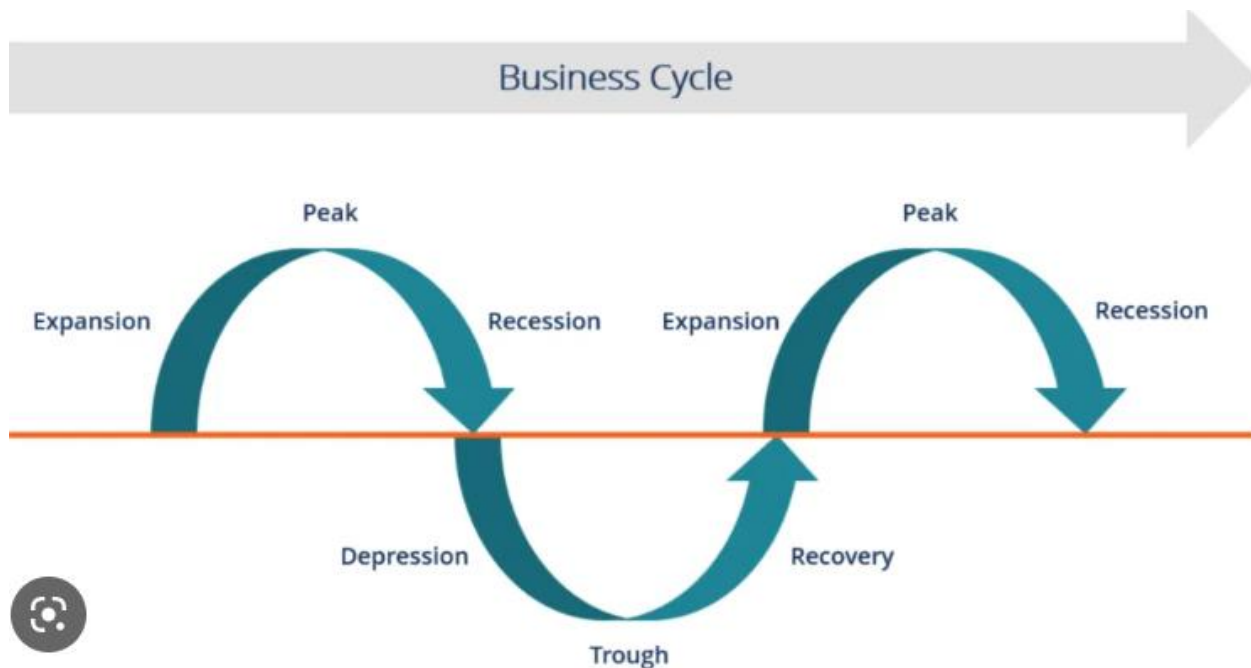 Business Cycle
Peak
Peak
Expansion
Recession
Expansion
Recession
Depression
Recovery
Trough